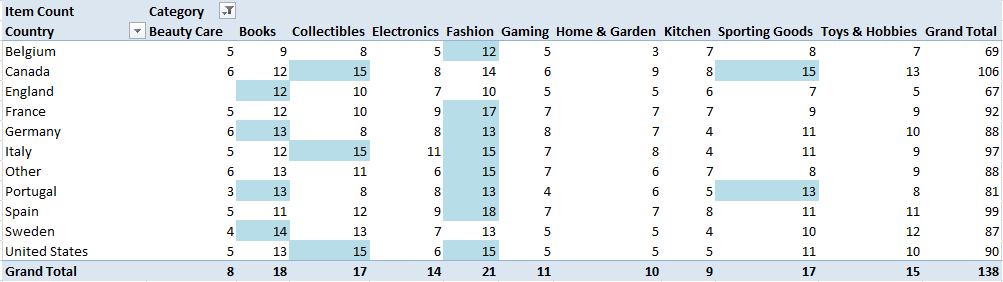 Item Count Category
Country Beauty Care Books Collectibles Electronics Fashion Gaming Home & Garden Kitchen Sporting Goods Toys & Hobbies Grand Total
Belgium 5 9 8 5 12 5 3 7 8 7 69
Canada 6 12 15 8 14 6 9 8 15 13 106
England 12 10 7 10 5 5 6 7 5 67
France 5 12 10 9 17 7 7 7 9 9 92
Germany 6 13 8 8 13 8 7 4 11 10 88
Italy 5 12 15 11 15 7 8 4 11 9 97
Other 6 13 11 6 15 7 6 7 8 9 88
Portugal 3 13 8 8 13 4 6 5 13 8 81
Spain 5 11 12 9 18 7 7 8 11 11 99
Sweden 4 14 13 7 13 5 5 4 10 12 87
United States 5 13 15 6 15 5 5 5 11 10 90
Grand Total 8 18 17 14 21 11 10 9 17 15 138